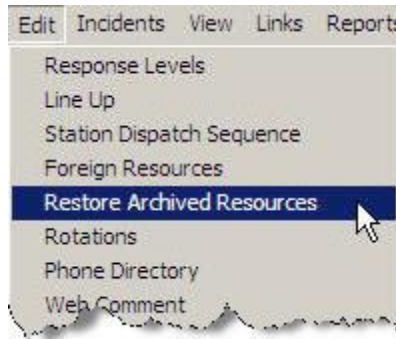 Edit Incidents View Links Reports
Response Levels
Line Up
Station Dispatch Sequence
Foreign Resources
Restore Archived Resources
Rotations
Phone Directory
Web Comment